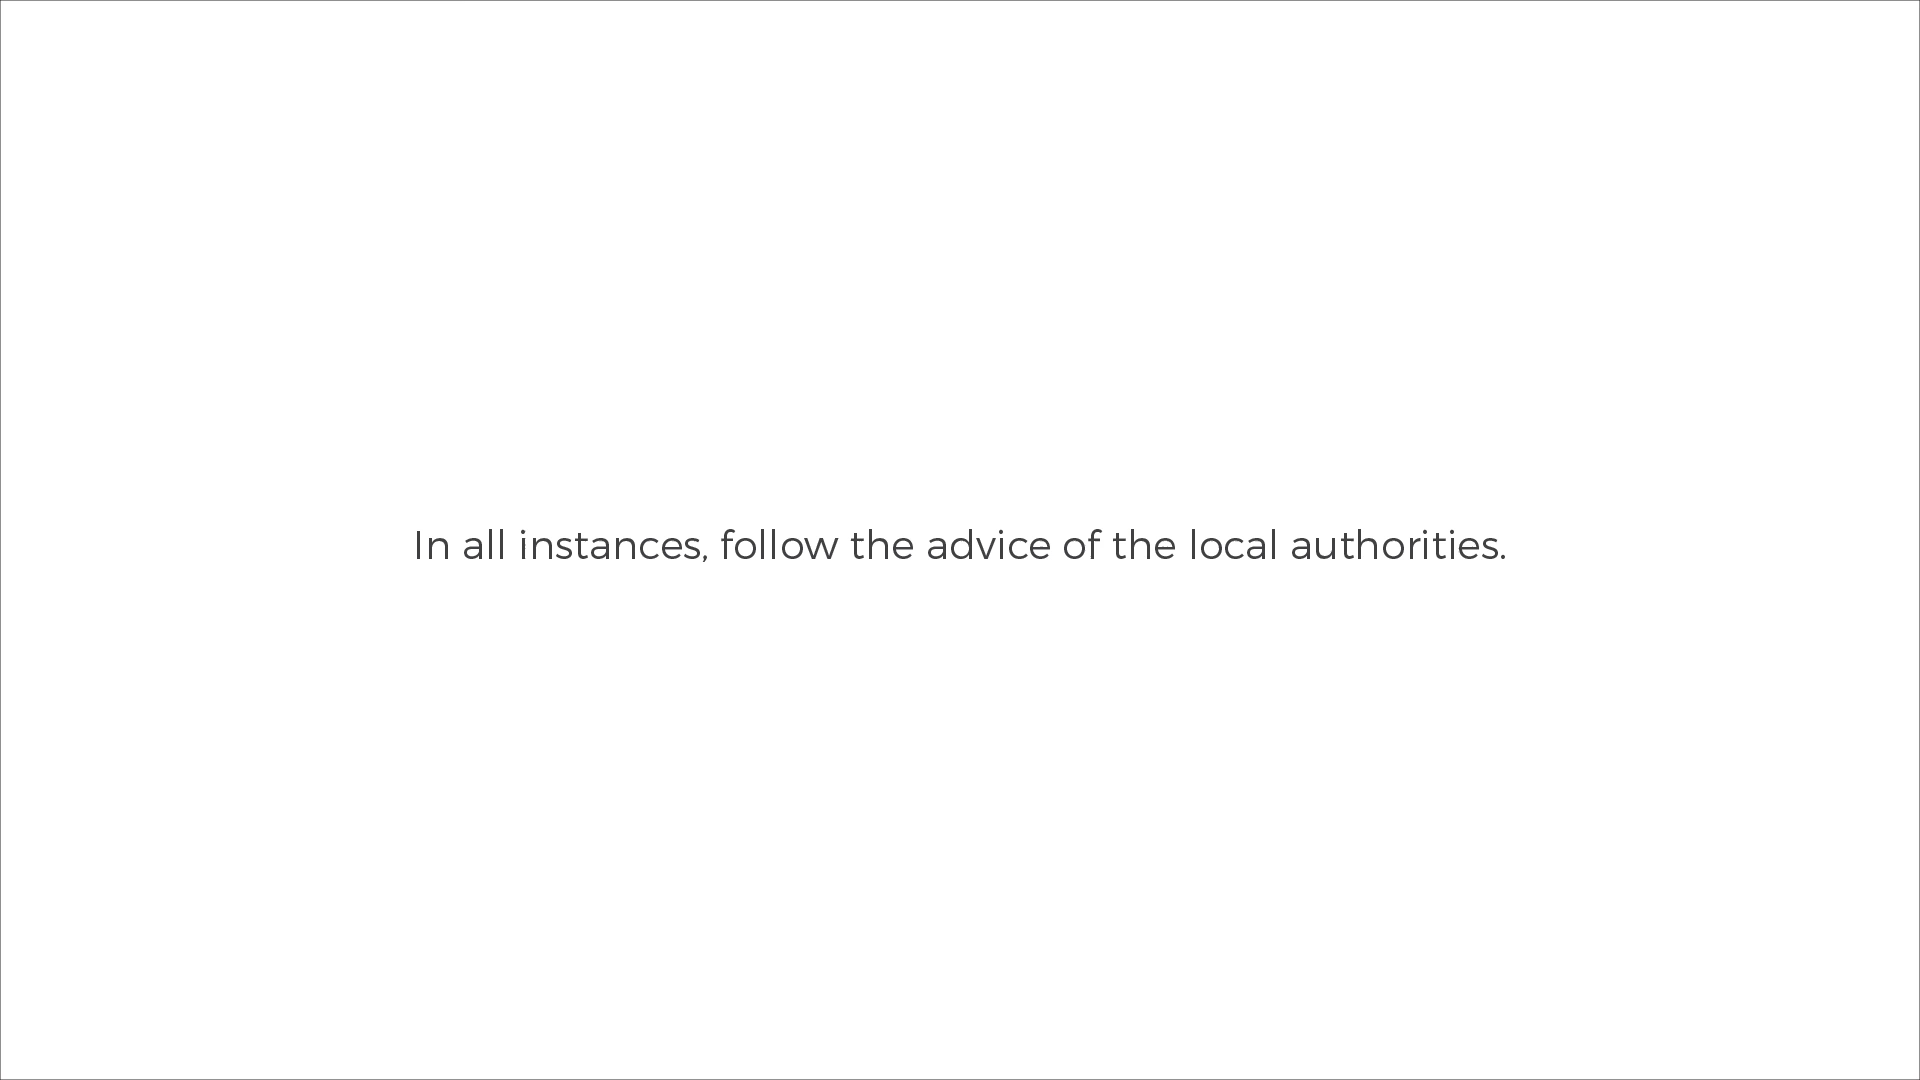 In all instances, follow the advice of the local authorities.